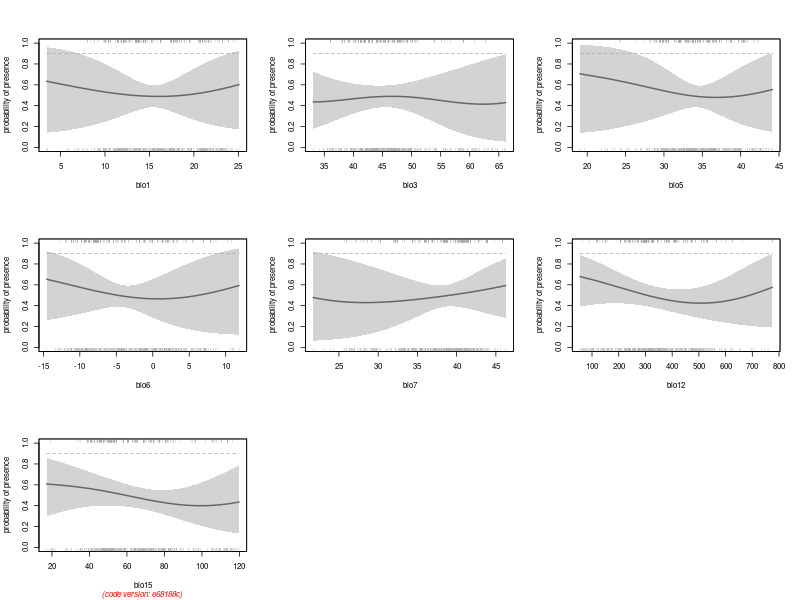 probability of presence
0.0 0.2 0.4 0.6 0.8 1.0
5 10 15 20 25
bio1
probability of presence
0.0 0.2 0.4 0.6 0.8 1.0
35 40 45 50 55 60 65
bio3
probability of presence
0.0 0.2 0.4 0.6 0.8 1.0
20 25 30 35 40 45
bio5
probability of presence
0.0 0.2 0.4 0.6 0.8 1.0
-15 -10 -5 0 5 10
bio6
probability of presence
0.0 0.2 0.4 0.6 0.8 1.0
25 30 35 40 45
bio7
probability of presence
0.0 0.2 0.4 0.6 0.8 1.0
100 200 300 400 500 600 700 800
bio12
probability of presence
0.0 0.2 0.4 0.6 0.8 1.0
20 40 60 80 100 120
bio15
(code version: e68188c)